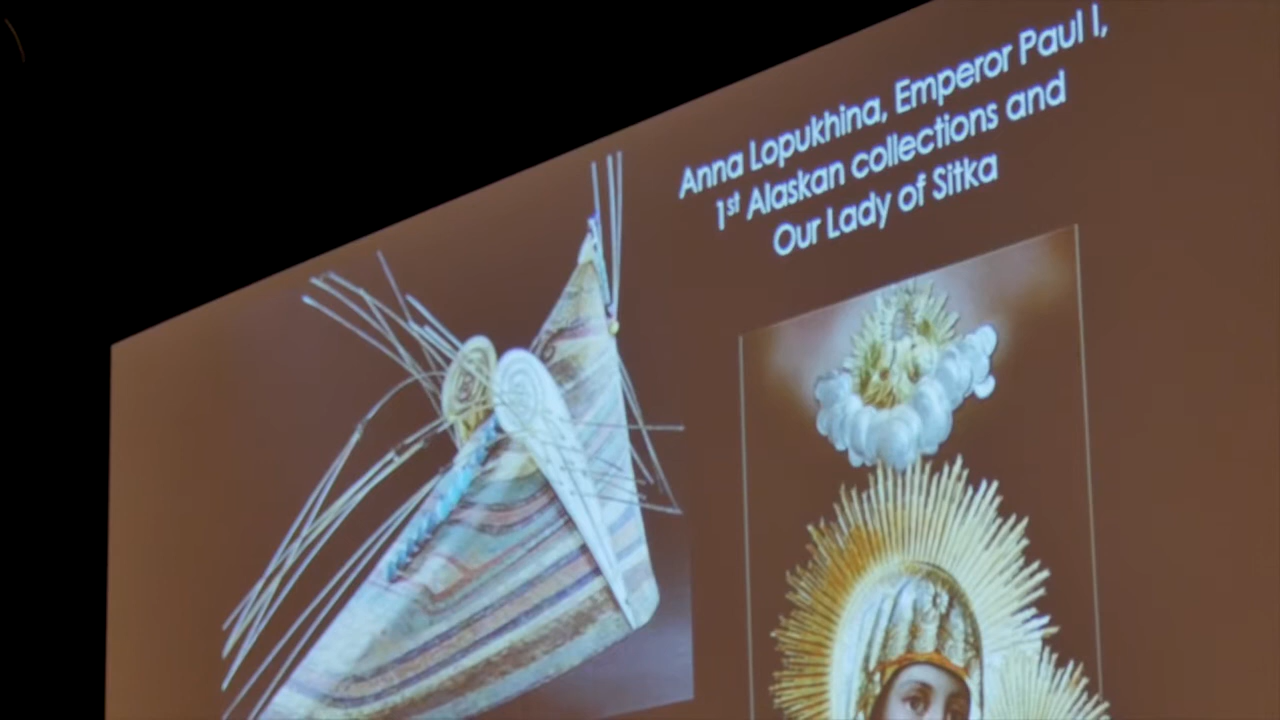 Anna Lopukhina, Emperor Paul I,
1st Alaskan collections and
Our Lady of Sitka